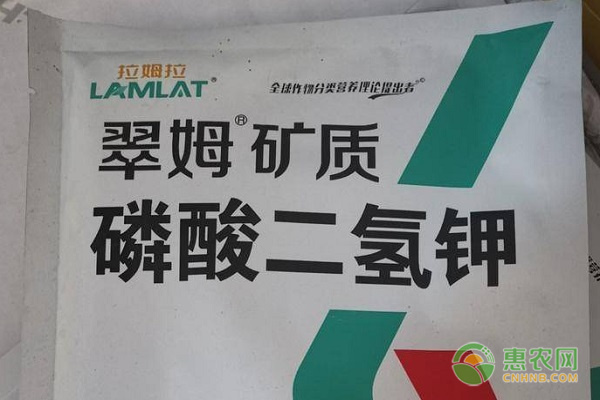 拉姆拉
LAMLAT®
全球作物分类营养理论提出者
翠姆®矿质
磷酸二氢钾
惠农网
CNHNB.COM